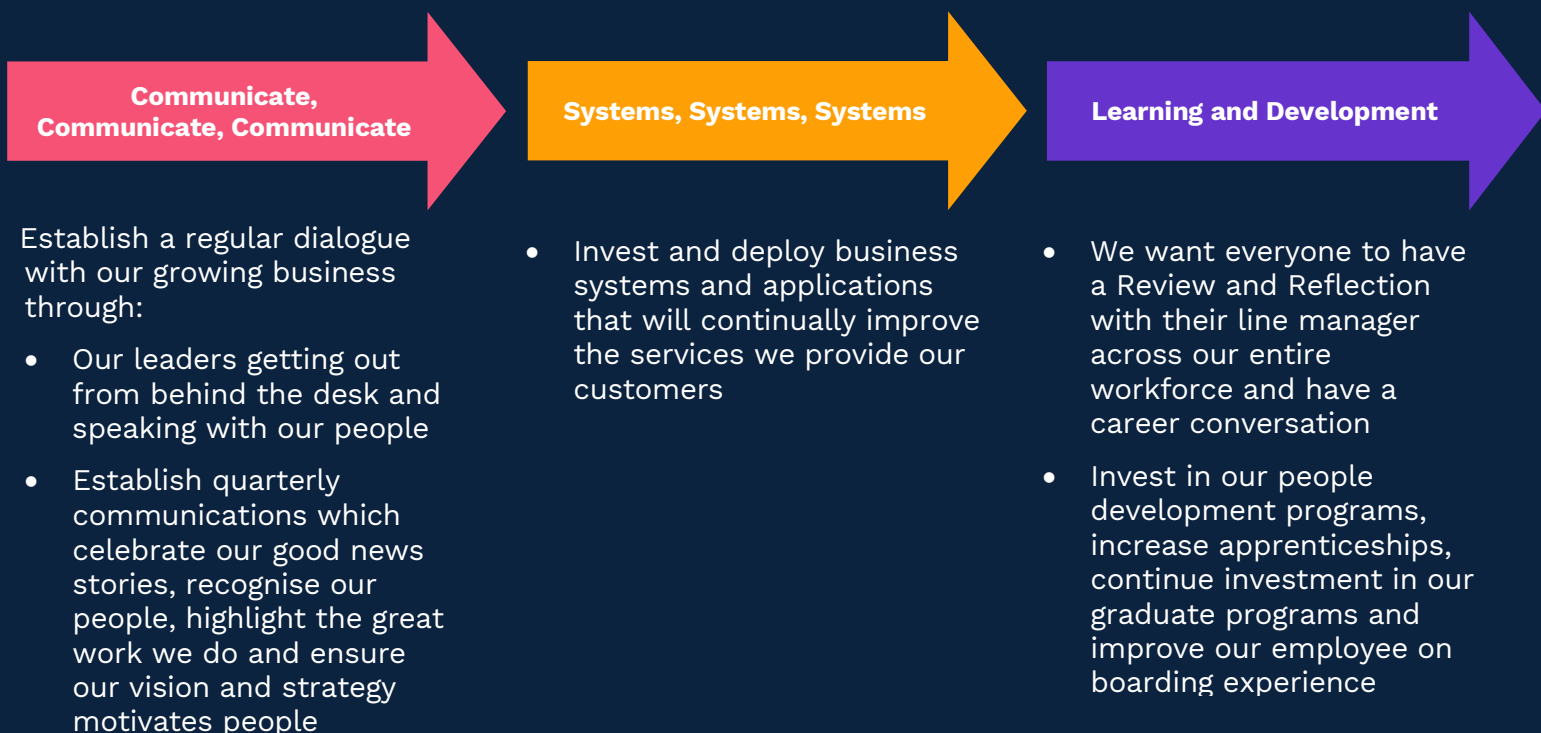 Communicate,
Communicate, Communicate
Establish a regular dialogue
with our growing business
through:
• Our leaders getting out
from behind the desk and
speaking with our people
• Establish quarterly
communications which
celebrate our good news
stories, recognise our
people, highlight the great
work we do and ensure
our vision and strategy
motivates people
Systems, Systems, Systems
• Invest and deploy business
systems and applications
that will continually improve
the services we provide our
customers
Learning and Development
• We want everyone to have
a Review and Reflection
with their line manager
across our entire
workforce and have a
career conversation
• Invest in our people
development programs,
increase apprenticeships,
continue investment in our
graduate programs and
improve our employee on
boarding experience